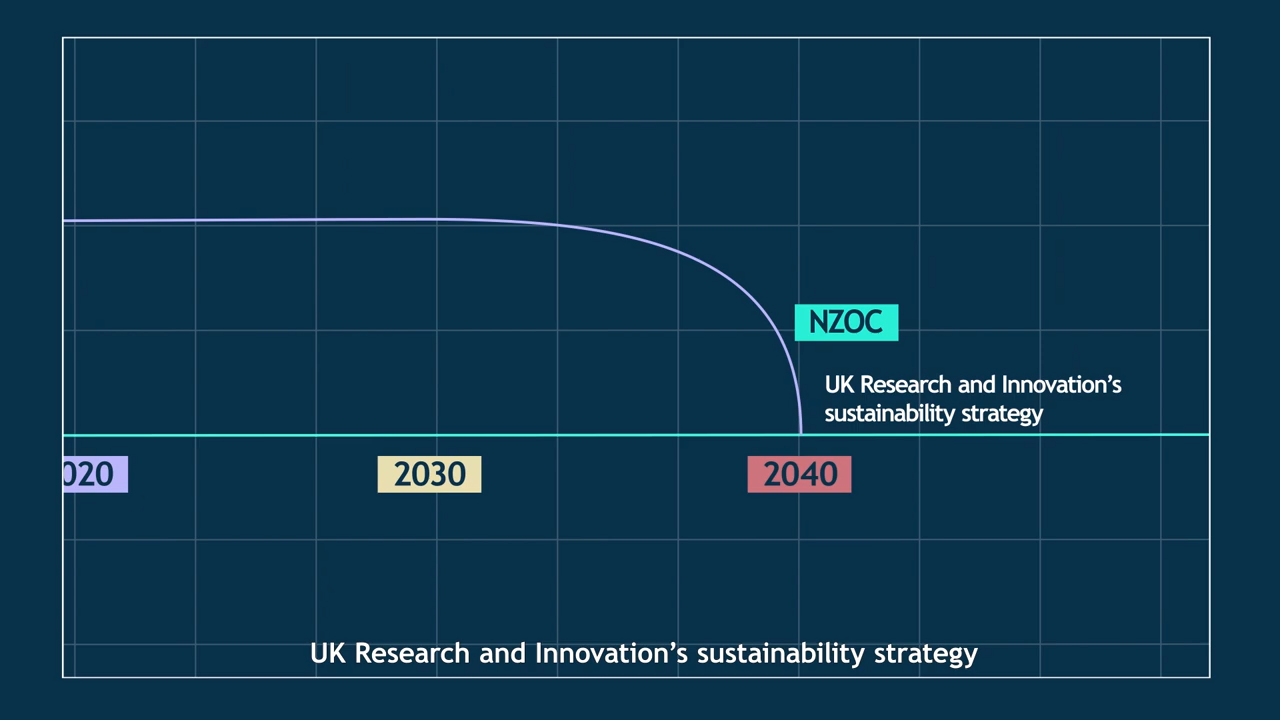 NZOC
UK Research and Innovation’s
sustainability strategy
020
2030
2040
UK Research and Innovation’s sustainability strategy